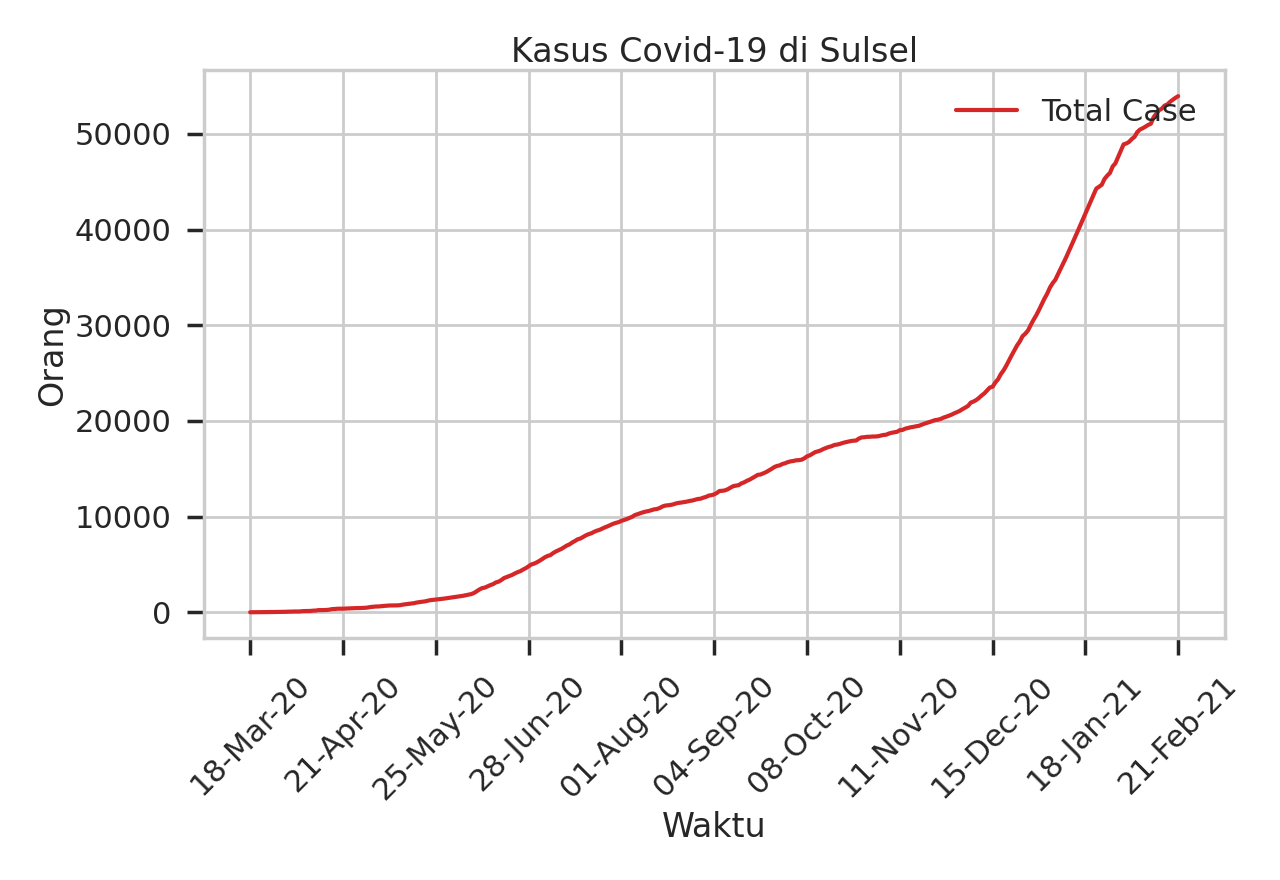 Kasus Covid-19 di Sulsel
Total Case
Orang
50000
40000
30000
20000
10000
0
18-Mar-20
21-Apr-20
25-May-20
28-Jun-20
01-Aug-20
04-Sep-20
08-Oct-20
11-Nov-20
15-Dec-20
18-Jan-21
21-Feb-21
Waktu